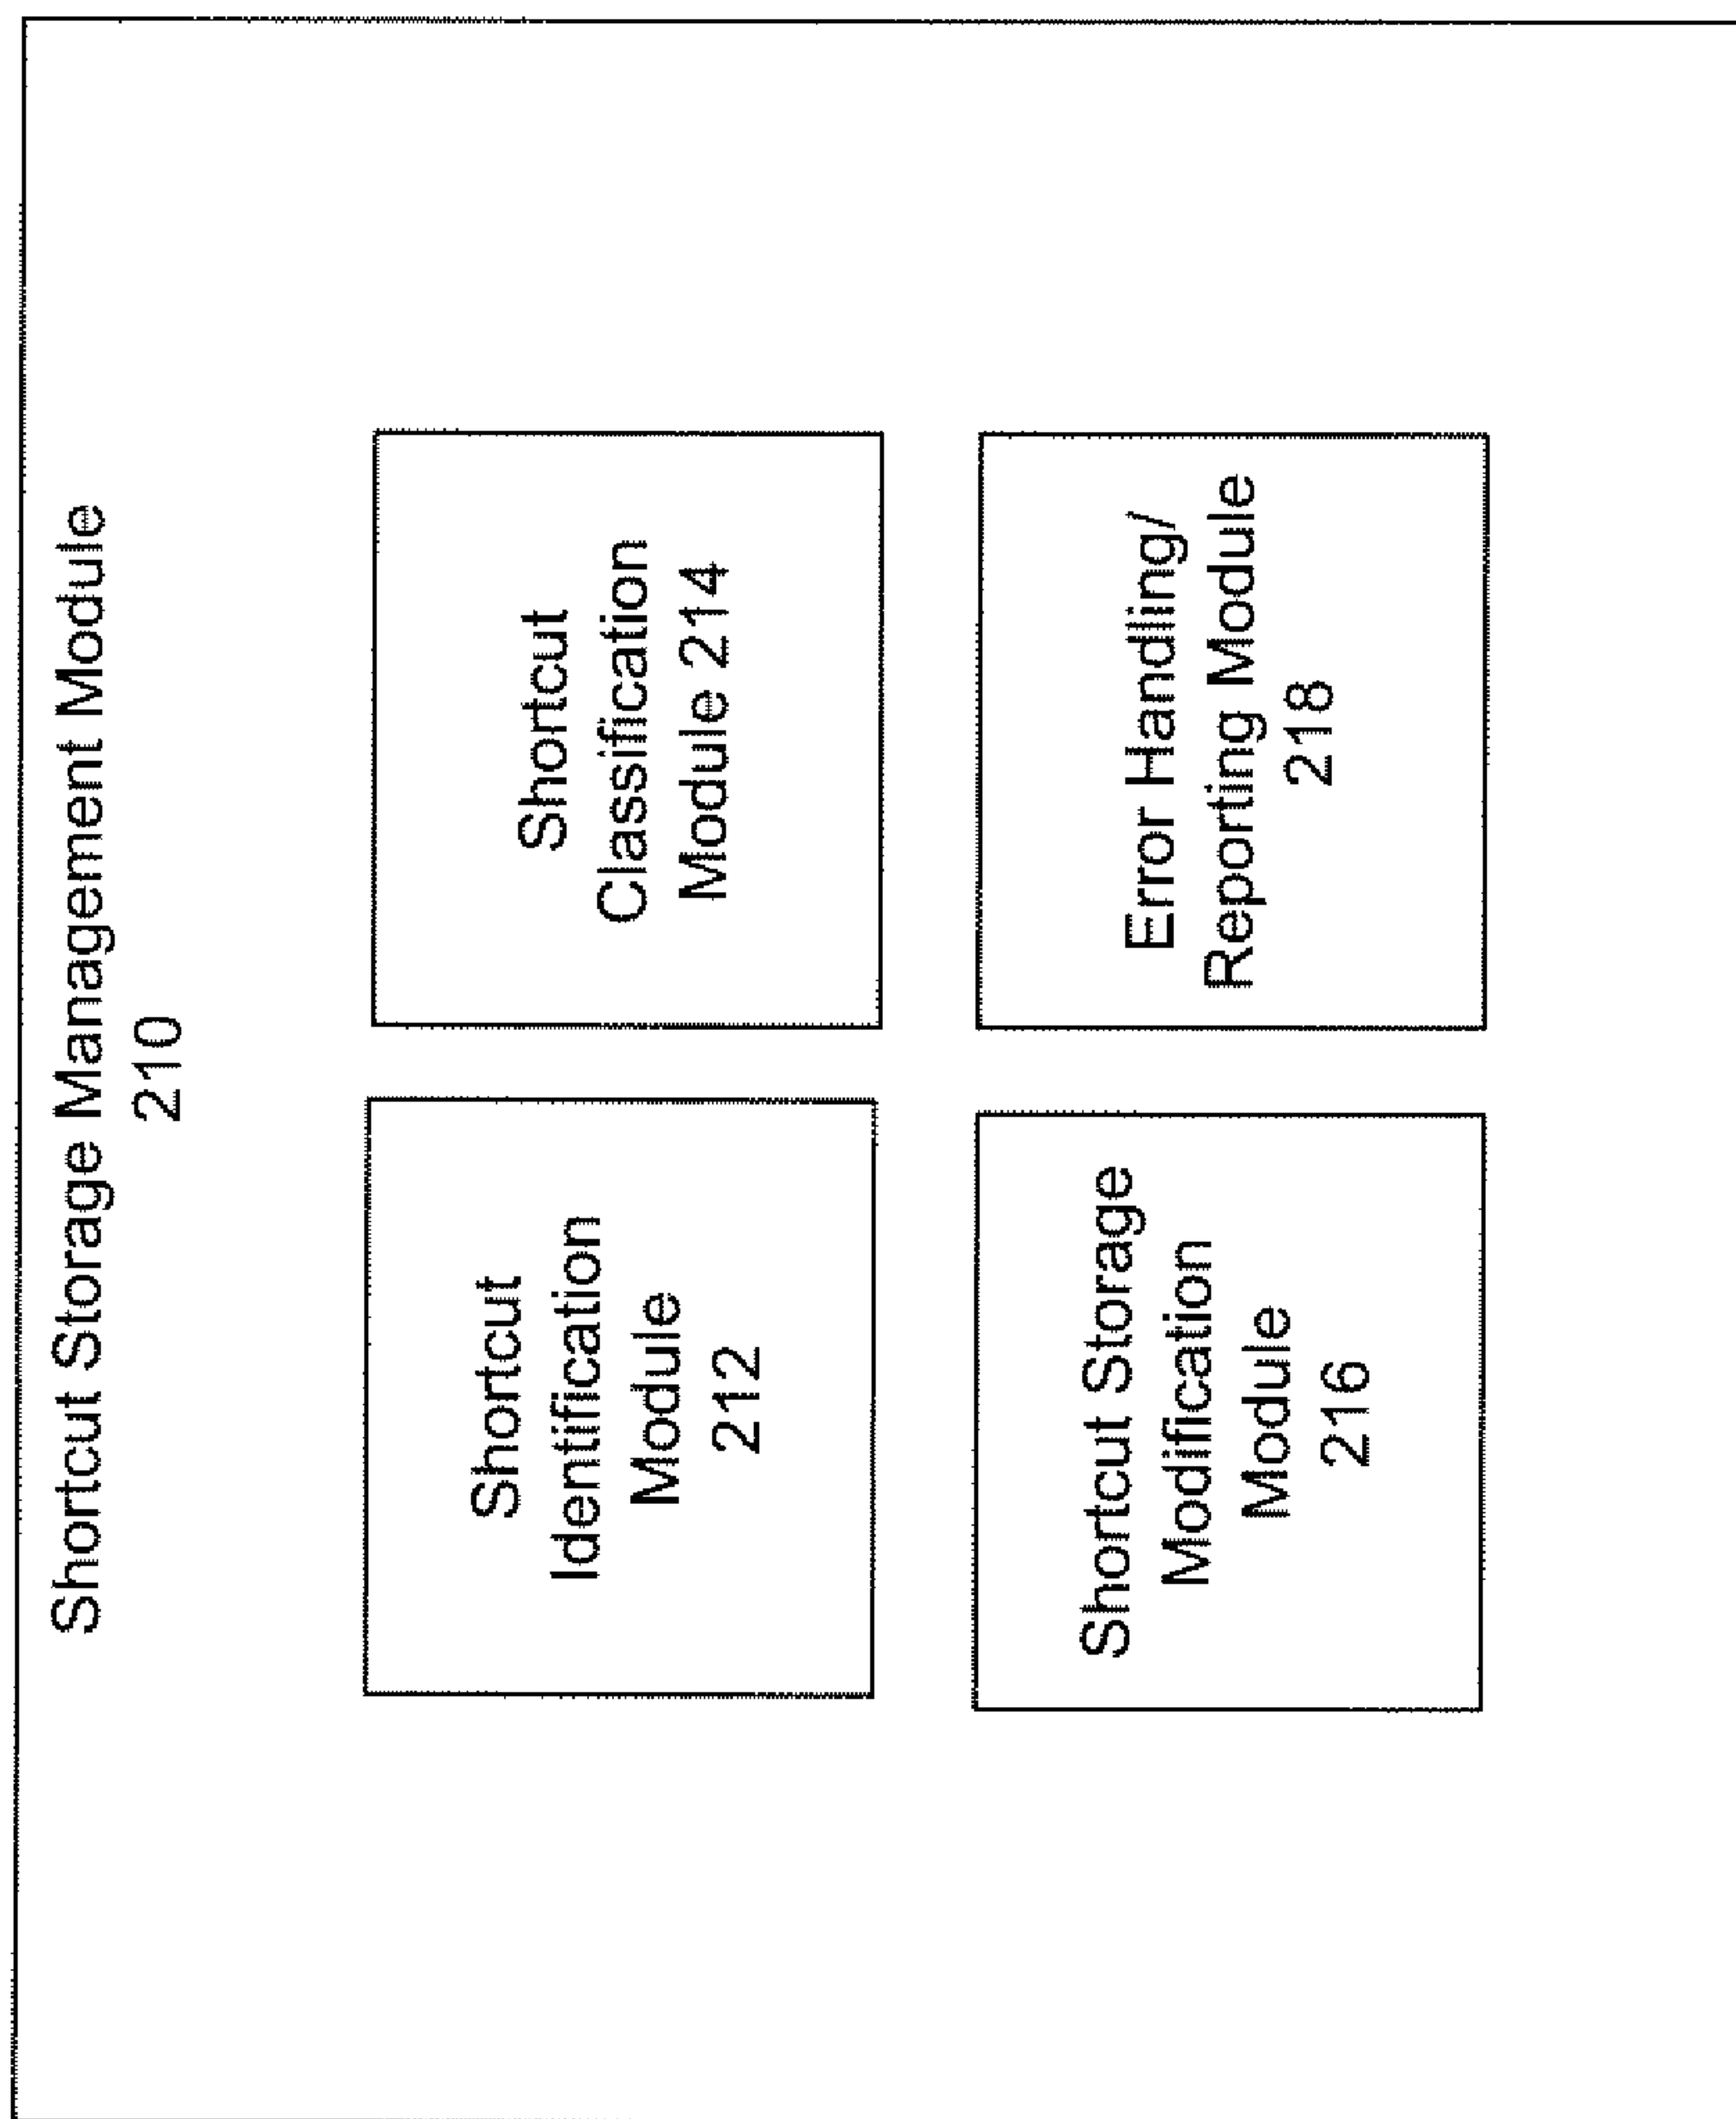 Shortcut Storage Management Module
210
Shortcut
Identification
Module
212
Shortcut
Classification
Module 214
Shortcut Storage
Modification
Module
216
Error Handling/
Reporting Module
218